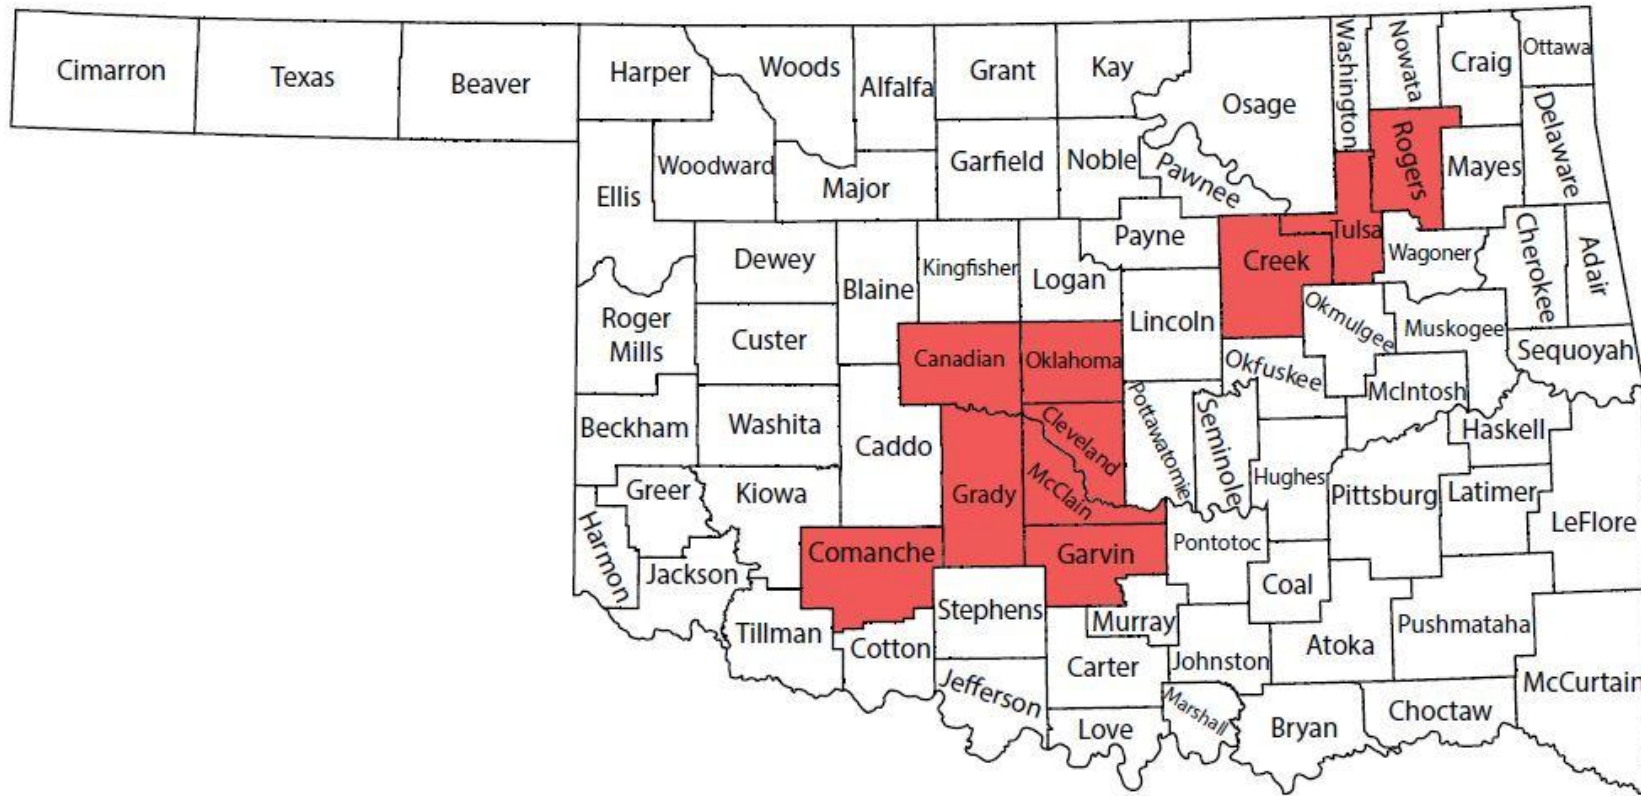 Cimarron
Texas
Beaver
Harper
Woods
Alfalfa
Grant
Kay
Osage
Washington
Nowata
Craig
Ottawa
Delaware
Rogers
Mayes
Ellis
Woodward
Major
Garfield
Noble
Pawnee
Tulsa
Wagoner
Cherokee
Adair
Dewey
Blaine
Kingfisher
Logan
Payne
Creek
Lincoln
Okmulgee
Muskogee
Sequoyah
Roger
Mills
Custer
Canadian
Oklahoma
Okfuskee
McIntosh
Beckham
Washita
Caddo
Grady
Cleveland
McClain
Pottawatomie
Seminole
Hughes
Pittsburg
Haskell
Latimer
LeFlore
Greer
Kiowa
Harmon
Jackson
Comanche
Garvin
Pontotoc
Coal
Tillman
Cotton
Stephens
Murray
Johnston
Atoka
Pushmataha
McCurtain
Jefferson
Carter
Love
Marshall
Bryan
Choctaw